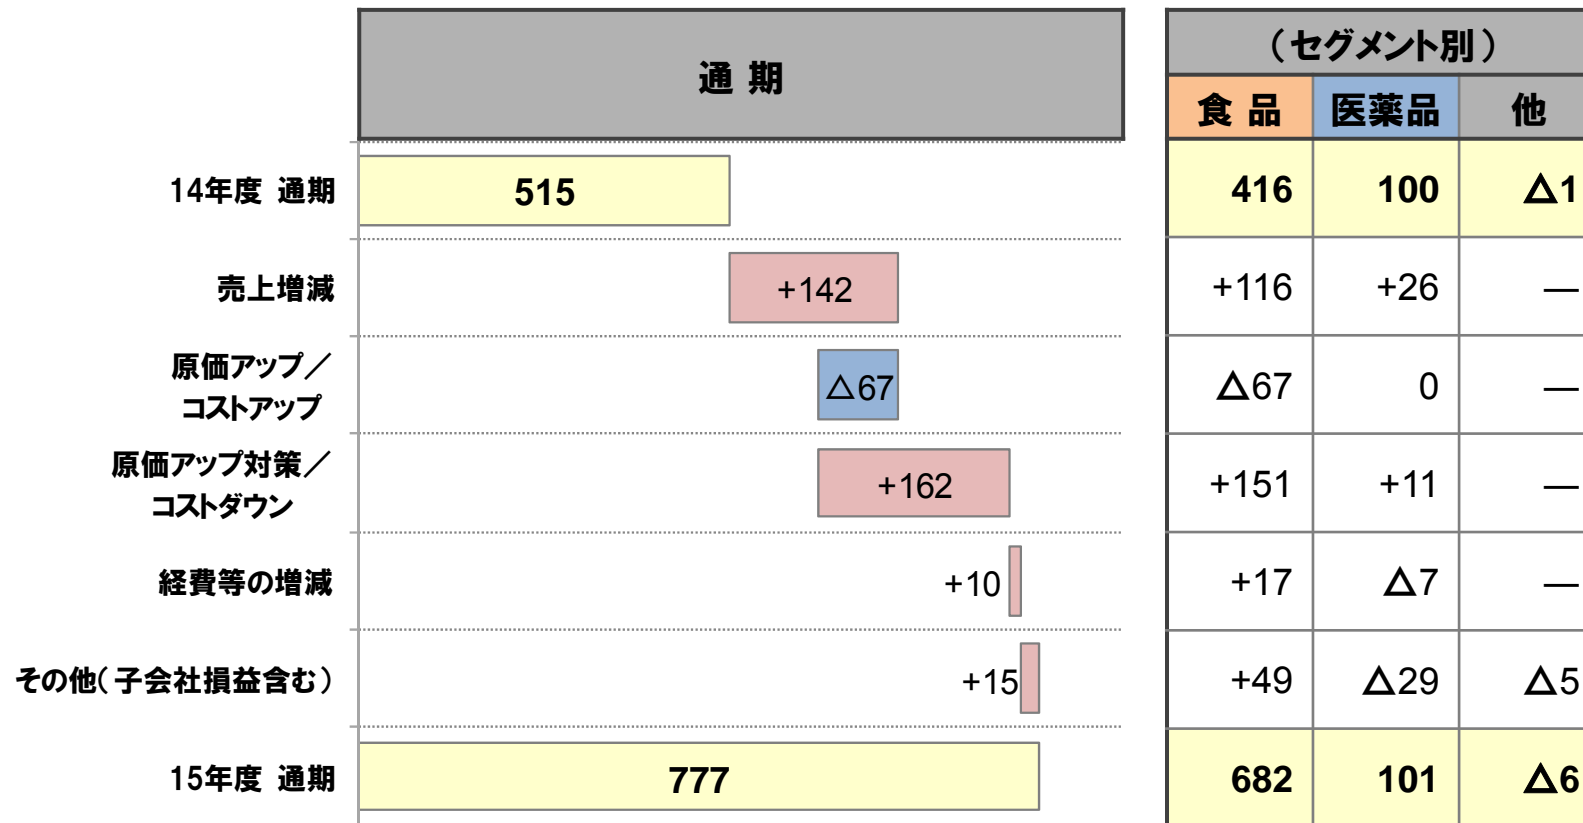 通 期
（セグメント別）
食 品 医薬品 他
14年度 通期 515 416 100 △1
売上増減 +142 +116 +26 —
原価アップ／
コストアップ
△67 △67 0 —
原価アップ対策／
コストダウン
+162 +151 +11 —
経費等の増減 +10 +17 △7 —
その他（子会社損益含む） +15 +49 △29 △5
15年度 通期 777 682 101 △6